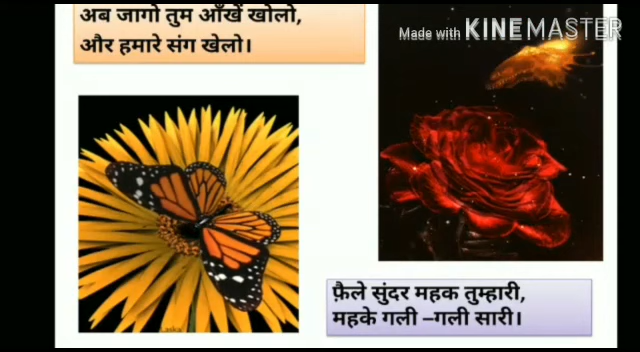 अब जागो तुम आँखें खोलो,
और हमारे संग खेलो।
Made with KINEMASTER
फ़ैले सुंदर महक तुम्हारी,
महके गली –गली सारी।